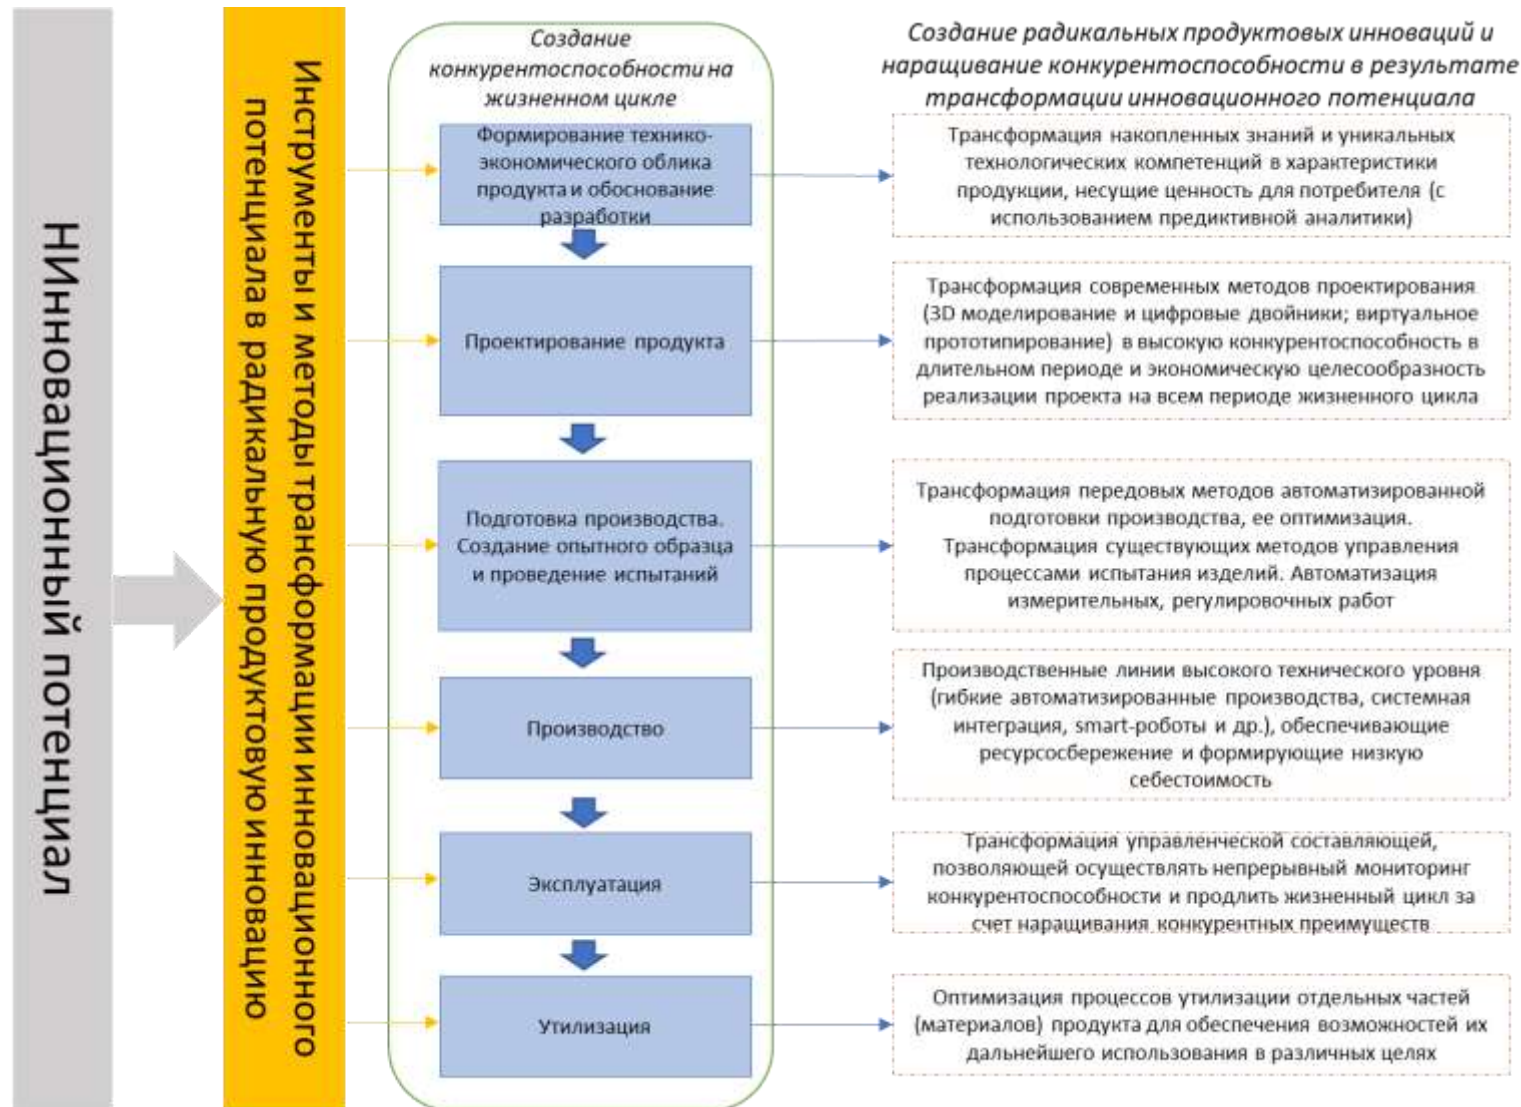 НИнновационный потенциал
Инструменты и методы трансформации инновационного
потенциала в радикальную продуктовую инновацию
Создание
конкурентоспособности на
жизненном цикле
Формирование технико-
экономического облика
продукта и обоснование
разработки
Проектирование продукта
Подготовка производства.
Создание опытного образца
и проведение испытаний
Производство
Эксплуатация
Утилизация
Создание радикальных продуктовых инноваций и
наращивание конкурентоспособности в результате
трансформации инновационного потенциала
Трансформация накопленных знаний и уникальных
технологических компетенций в характеристики
продукции, несущие ценность для потребителя (с
использованием предиктивной аналитики)
Трансформация современных методов проектирования
(3D моделирование и цифровые двойники; виртуальное
прототипирование) в высокую конкурентоспособность в
длительном периоде и экономическую целесообразность
реализации проекта на всем периоде жизненного цикла
Трансформация передовых методов автоматизированной
подготовки производства, ее оптимизация.
Трансформация существующих методов управления
процессами испытания изделий. Автоматизация
измерительных, регулировочных работ
Производственные линии высокого технического уровня
(гибкие автоматизированные производства, системная
интеграция, smart-роботы и др.), обеспечивающие
ресурсосбережение и формирующие низкую
себестоимость
Трансформация управленческой составляющей,
позволяющей осуществлять непрерывный мониторинг
конкурентоспособности и продлить жизненный цикл за
счет наращивания конкурентных преимуществ
Оптимизация процессов утилизации отдельных частей
(материалов) продукта для обеспечения возможностей их
дальнейшего использования в различных целях